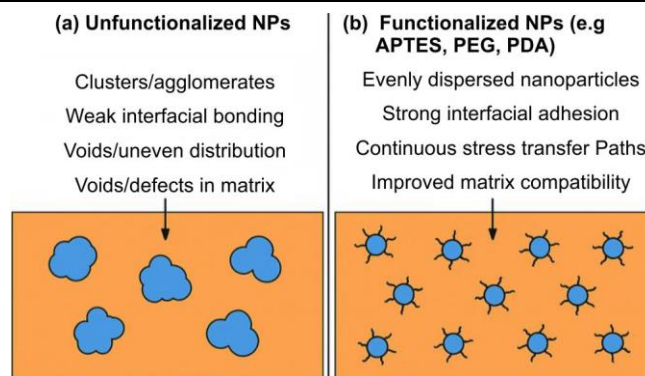 (a) Unfunctionalized NPs
Clusters/agglomerates
Weak interfacial bonding
Voids/uneven distribution
Voids/defects in matrix
(b) Functionalized NPs (e.g
APTES, PEG, PDA)
Evenly dispersed nanoparticles
Strong interfacial adhesion
Continuous stress transfer Paths
Improved matrix compatibility